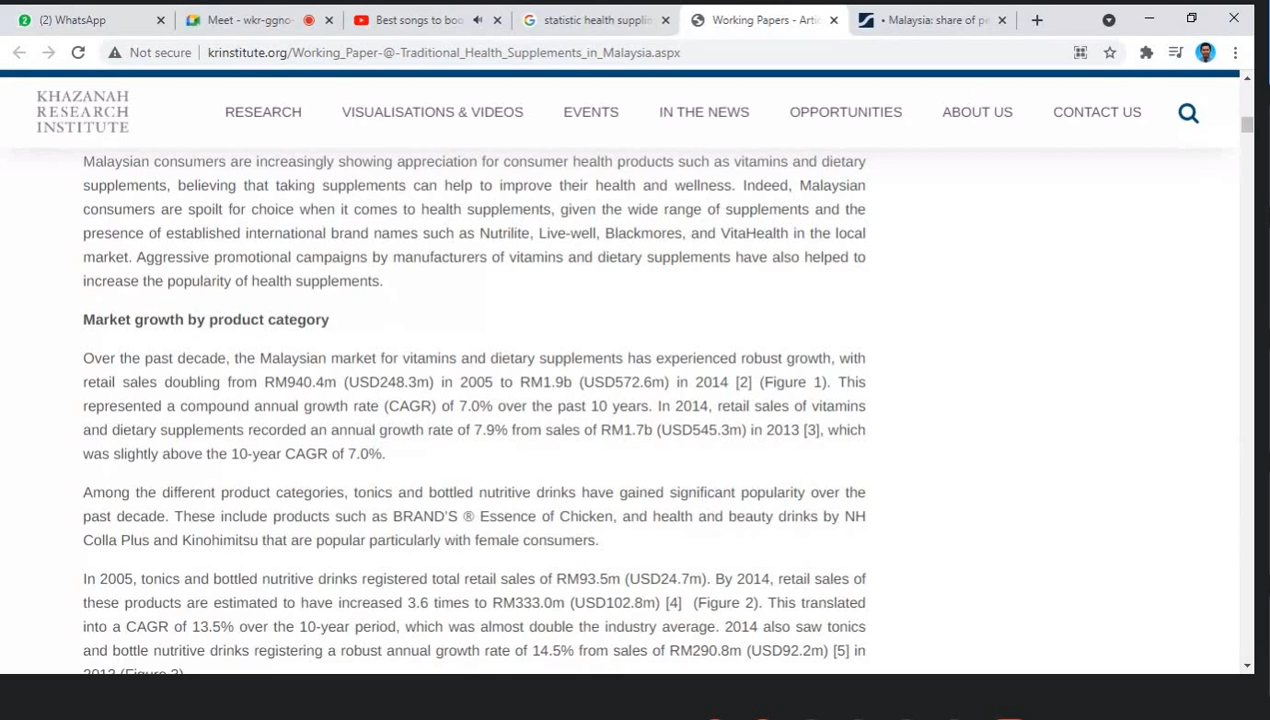 (2) WhatsApp
Meet - wkr-ggno-
Best songs to boo
statistic health supplin
Working Papers - Artic
• Malaysia: share of pe
Not secure
krinstitute.org/Working_Paper-@-Traditional_Health_Supplements_in_Malaysia.aspx
KHAZANAH
RESEARCH
INSTITUTE
RESEARCH
VISUALISATIONS & VIDEOS
EVENTS
IN THE NEWS
OPPORTUNITIES
ABOUT US
CONTACT US
Malaysian consumers are increasingly showing appreciation for consumer health products such as vitamins and dietary
supplements, believing that taking supplements can help to improve their health and wellness. Indeed, Malaysian
consumers are spoilt for choice when it comes to health supplements, given the wide range of supplements and the
presence of established international brand names such as Nutrilite, Live-well, Blackmores, and VitaHealth in the local
market. Aggressive promotional campaigns by manufacturers of vitamins and dietary supplements have also helped to
increase the popularity of health supplements.
Market growth by product category
Over the past decade, the Malaysian market for vitamins and dietary supplements has experienced robust growth, with
retail sales doubling from RM940.4m (USD248.3m) in 2005 to RM1.9b (USD572.6m) in 2014 [2] (Figure 1). This
represented a compound annual growth rate (CAGR) of 7.0% over the past 10 years. In 2014, retail sales of vitamins
and dietary supplements recorded an annual growth rate of 7.9% from sales of RM1.7b (USD545.3m) in 2013 [3], which
was slightly above the 10-year CAGR of 7.0%.
Among the different product categories, tonics and bottled nutritive drinks have gained significant popularity over the
past decade. These include products such as BRAND'S ® Essence of Chicken, and health and beauty drinks by NH
Colla Plus and Kinohimitsu that are popular particularly with female consumers.
In 2005, tonics and bottled nutritive drinks registered total retail sales of RM93.5m (USD24.7m). By 2014, retail sales of
these products are estimated to have increased 3.6 times to RM333.0m (USD102.8m) [4] (Figure 2). This translated
into a CAGR of 13.5% over the 10-year period, which was almost double the industry average. 2014 also saw tonics
and bottle nutritive drinks registering a robust annual growth rate of 14.5% from sales of RM290.8m (USD92.2m) [5] in
2013 (Figure 3)